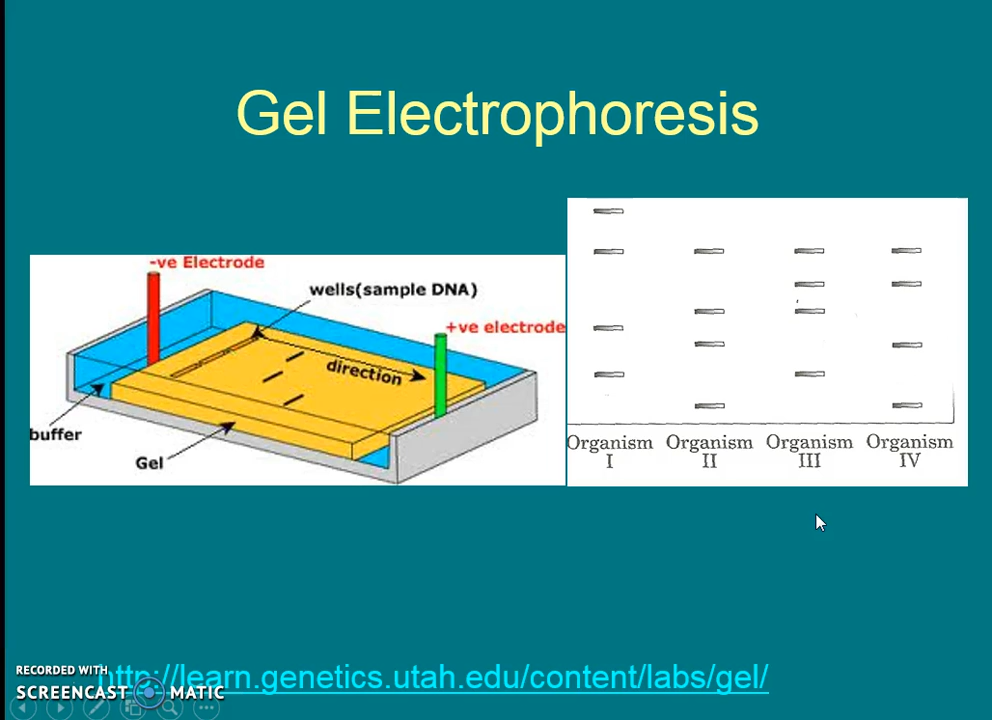 Gel Electrophoresis
-ve Electrode
wells(sample DNA)
+ve electrode
direction
buffer
Gel
Organism Organism Organism Organism
I II III IV
http://learn.genetics.utah.edu/content/labs/gel/
RECORDED WITH
SCREENCAST MATIC